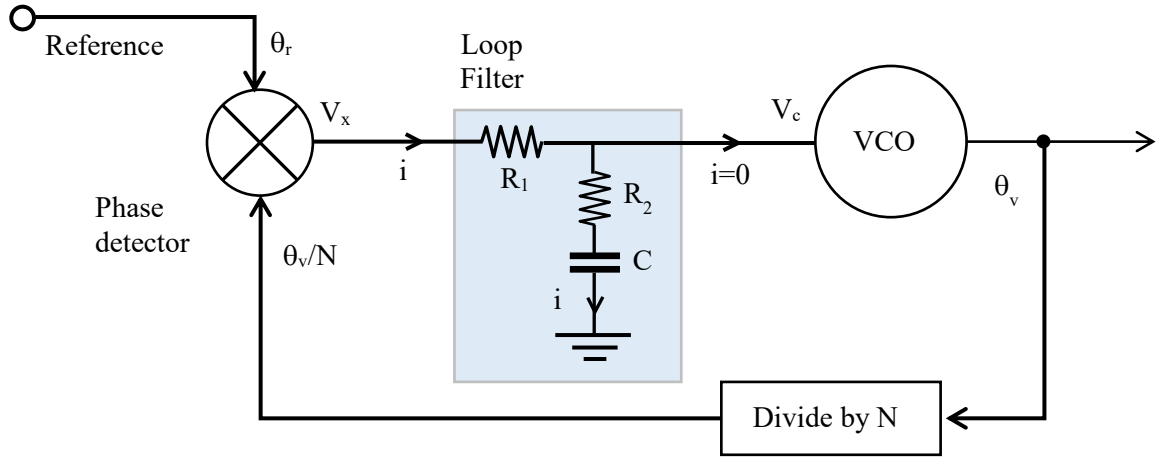 Reference
θr
Loop
Filter
Vx
Vc
VCO
i
R1
i=0
R2
θv
Phase
detector
θv/N
C
i
Divide by N